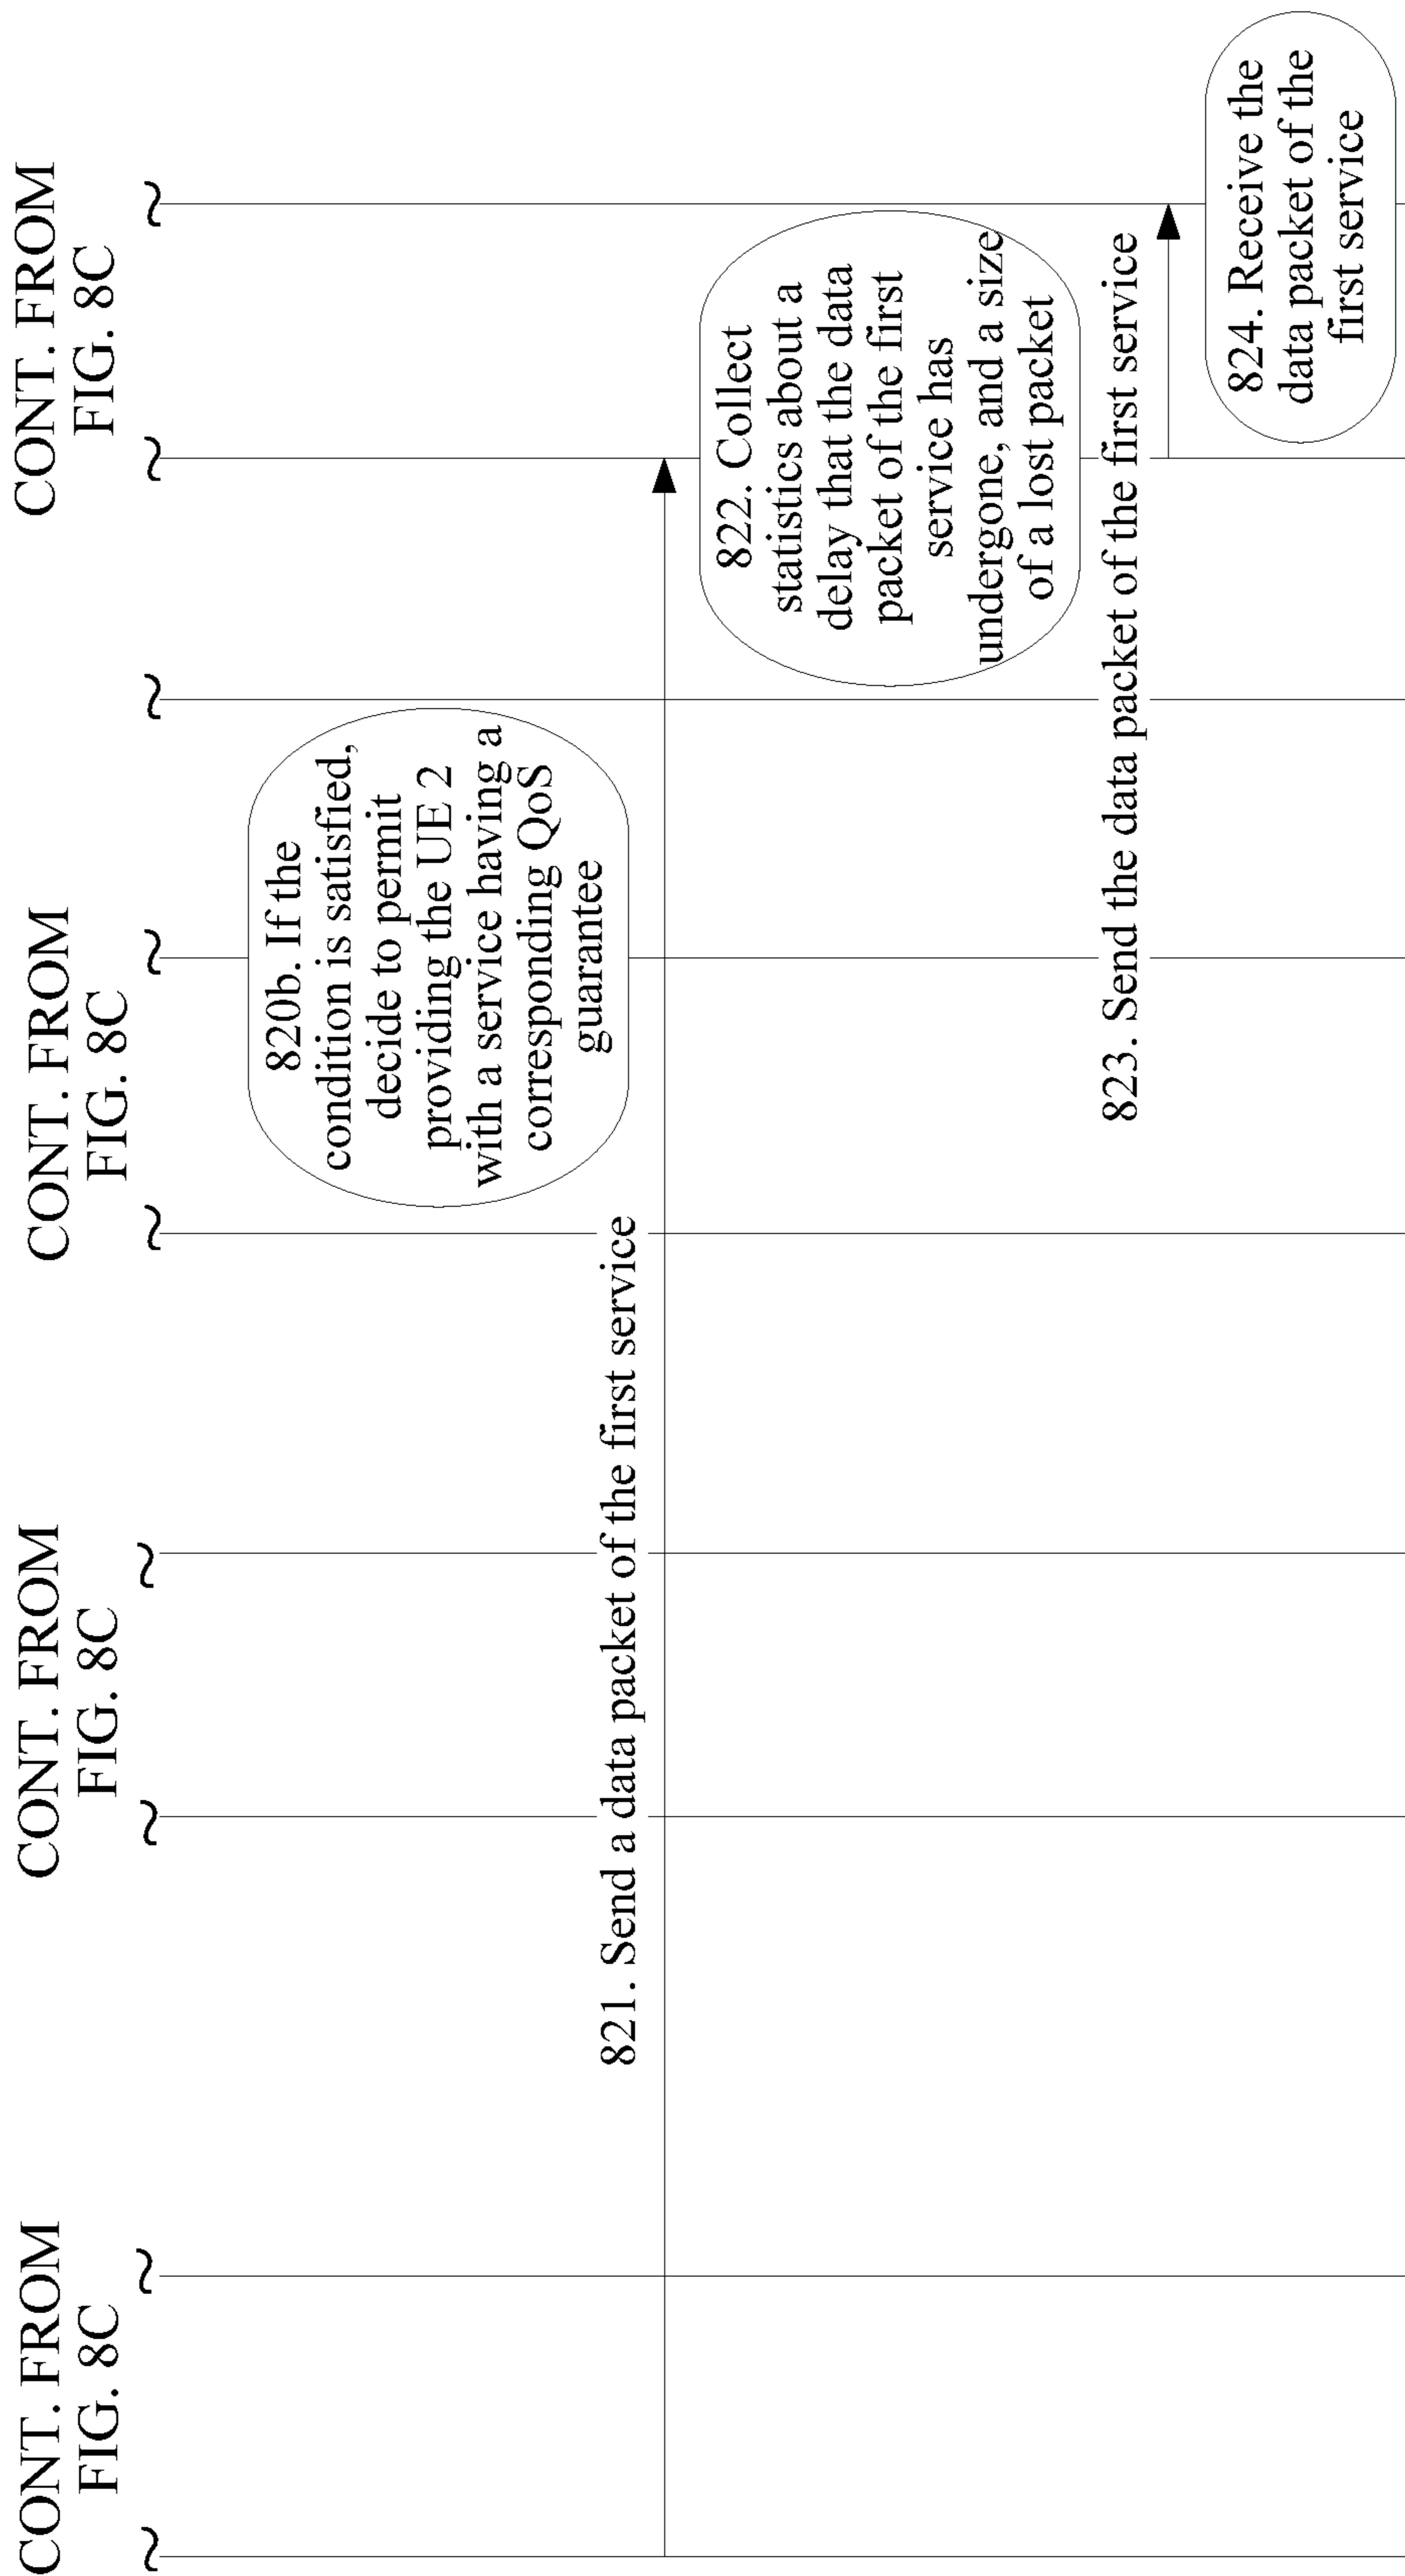 CONT. FROM
FIG. 8C
CONT. FROM
FIG. 8C
CONT. FROM
FIG. 8C
CONT. FROM
FIG. 8C
820b. If the
condition is satisfied,
decide to permit
providing the UE 2
with a service having a
corresponding QoS
guarantee
821. Send a data packet of the first service
822. Collect
statistics about a
delay that the data
packet of the first
service has
undergone, and a size
of a lost packet
823. Send the data packet of the first service
824. Receive the
data packet of the
first service